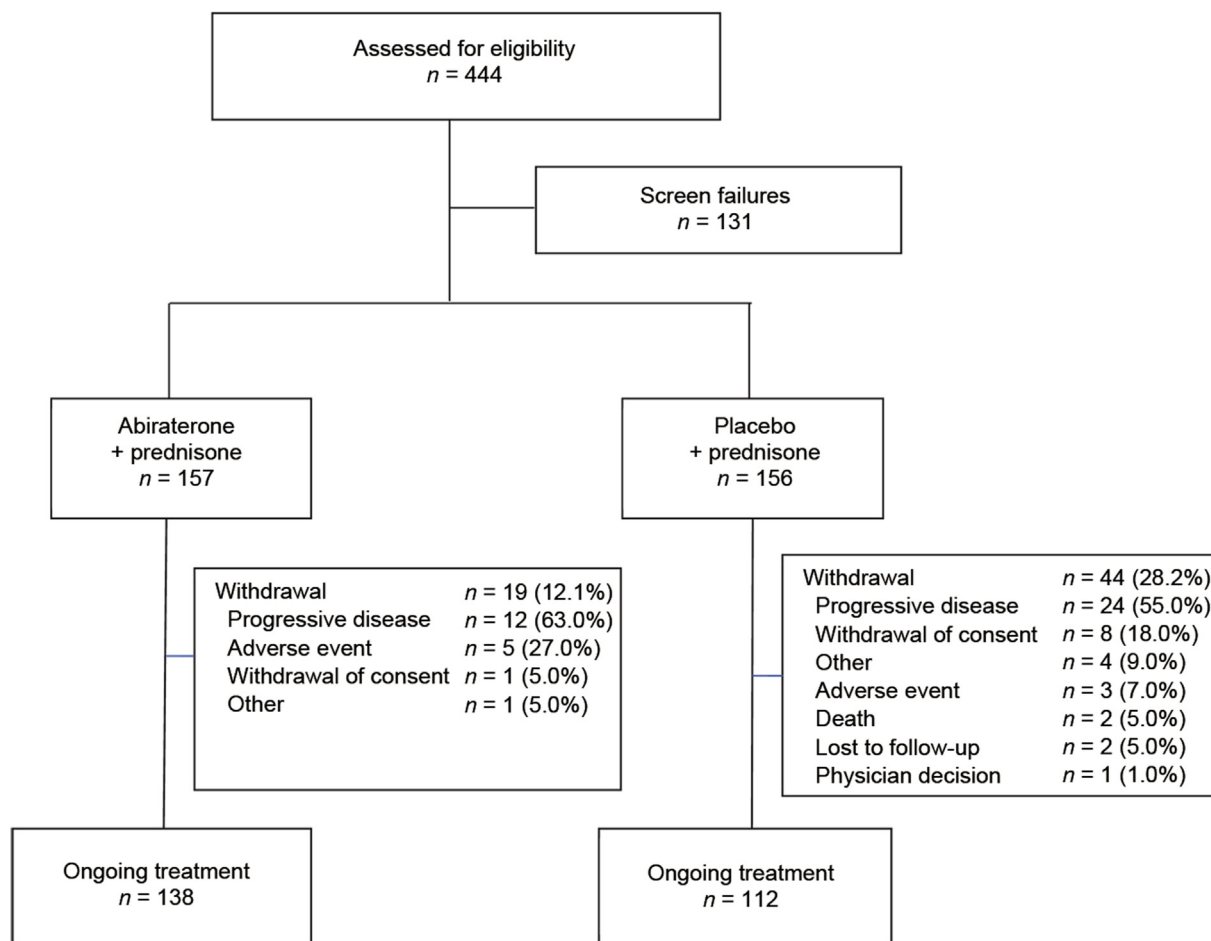 Assessed for eligibility
n = 444
Screen failures
n = 131
Abiraterone
+ prednisone
n = 157
Placebo
+ prednisone
n = 156
Withdrawal n = 19 (12.1%)
Progressive disease n = 12 (63.0%)
Adverse event n = 5 (27.0%)
Withdrawal of consent n = 1 (5.0%)
Other n = 1 (5.0%)
Withdrawal n = 44 (28.2%)
Progressive disease n = 24 (55.0%)
Withdrawal of consent n = 8 (18.0%)
Other n = 4 (9.0%)
Adverse event n = 3 (7.0%)
Death n = 2 (5.0%)
Lost to follow-up n = 2 (5.0%)
Physician decision n = 1 (1.0%)
Ongoing treatment
n = 138
Ongoing treatment
n = 112